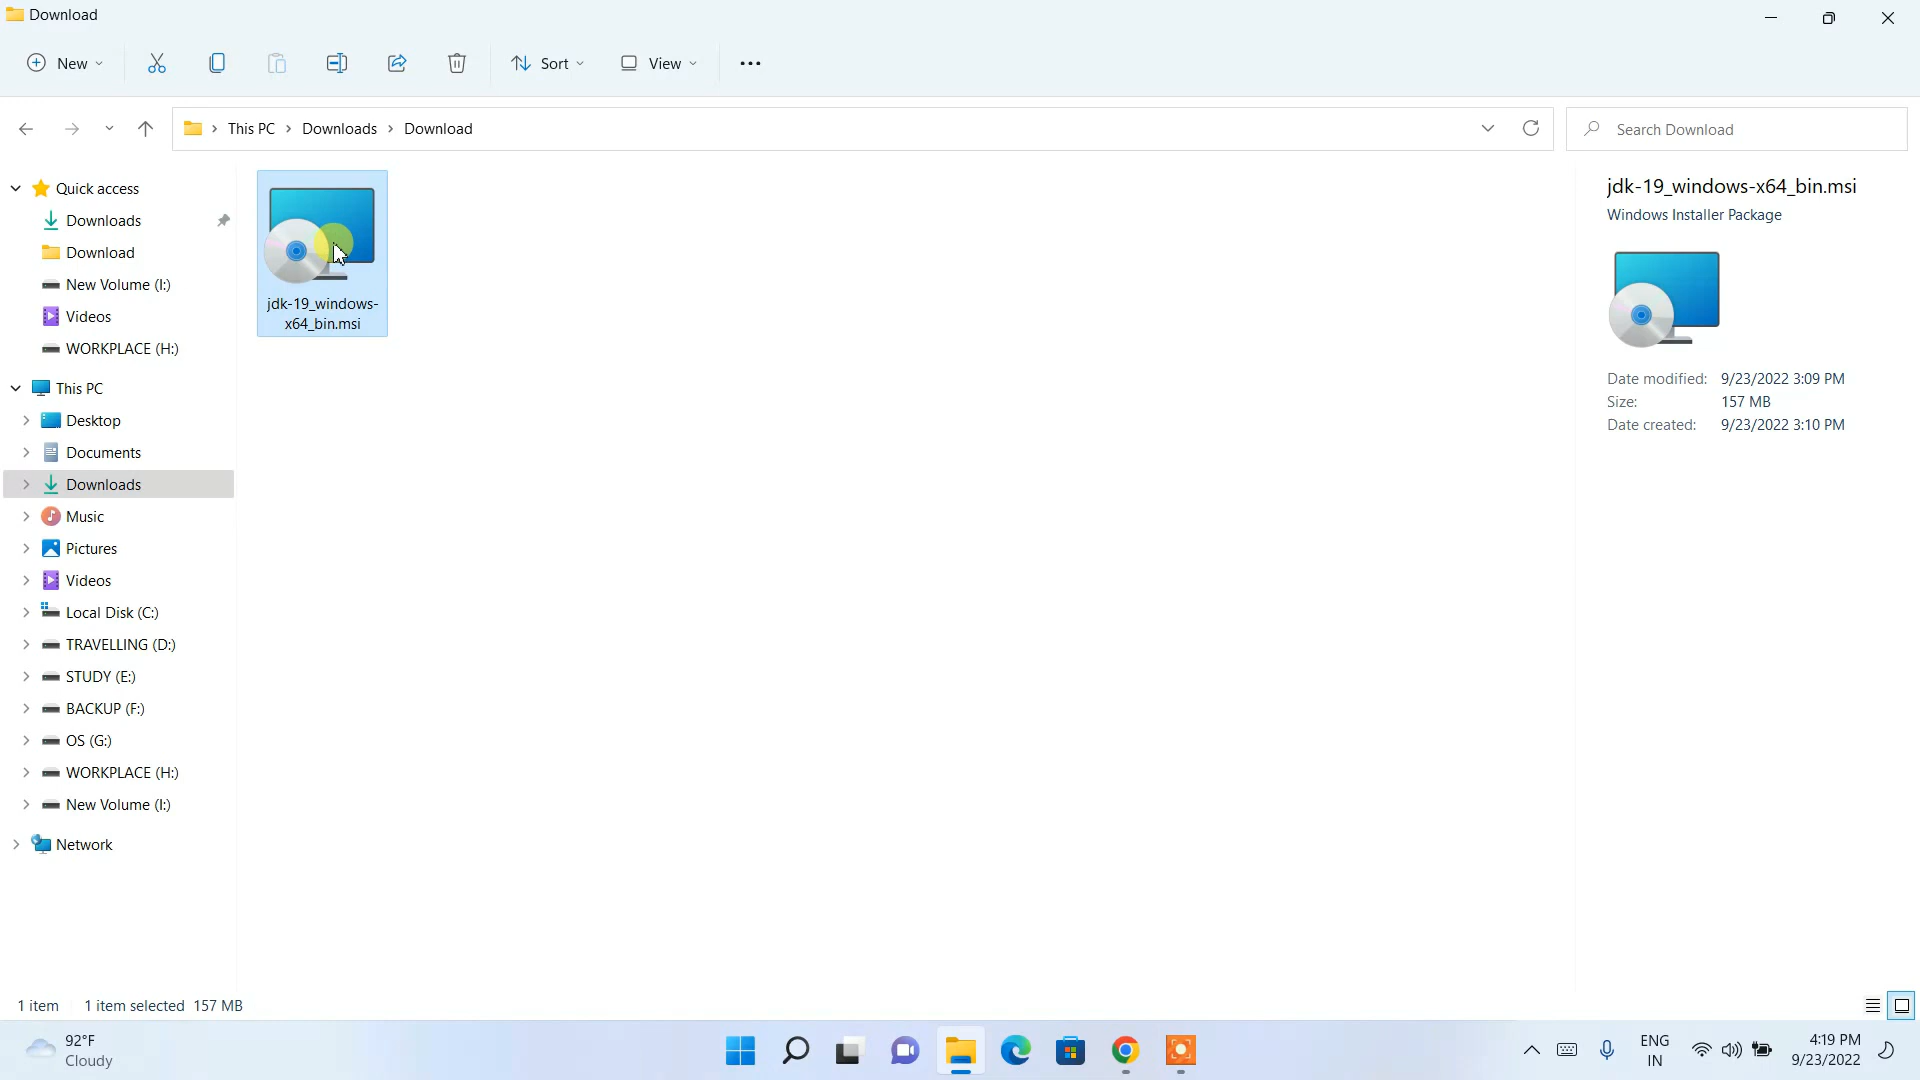 Download
New
Sort
View
This PC
Downloads
Download
Search Download
Quick access
Downloads
Download
New Volume (I:)
Videos
WORKPLACE (H:)
This PC
Desktop
Documents
Downloads
Music
Pictures
Videos
Local Disk (C:)
TRAVELLING (D:)
STUDY (E:)
BACKUP (F:)
OS (G:)
WORKPLACE (H:)
New Volume (I:)
Network
jdk-19_windows-
x64_bin.msi
jdk-19_windows-x64_bin.msi
Windows Installer Package
Date modified: 9/23/2022 3:09 PM
Size: 157 MB
Date created: 9/23/2022 3:10 PM
1 item 1 item selected 157 MB
92°F
Cloudy
ENG
IN
4:19 PM
9/23/2022